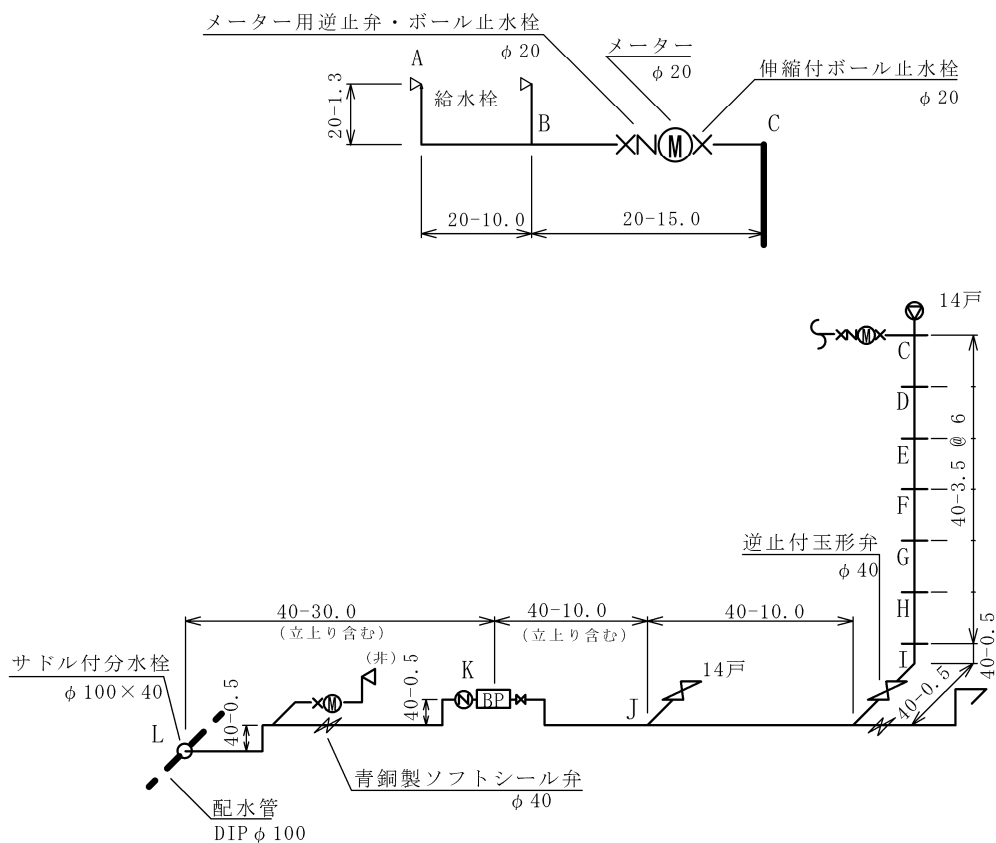 メーター用逆止弁・ボール止水栓
φ20
メーター
φ20
伸縮付ボール止水栓
φ20
A
給水栓
20-1.3
B
C
M
20-10.0
20-15.0
14戸
M
C
D
E
F
G
H
I
40-3.5 @ 6
逆止付玉形弁
φ40
40-0.5
40-0.5
40-30.0
(立上り含む)
40-10.0
(立上り含む)
40-10.0
サドル付分水栓
φ100×40
(非)
40-0.5
K
14戸
M
N
BP
J
L
40-0.5
青銅製ソフトシール弁
φ40
配水管
DIPφ100